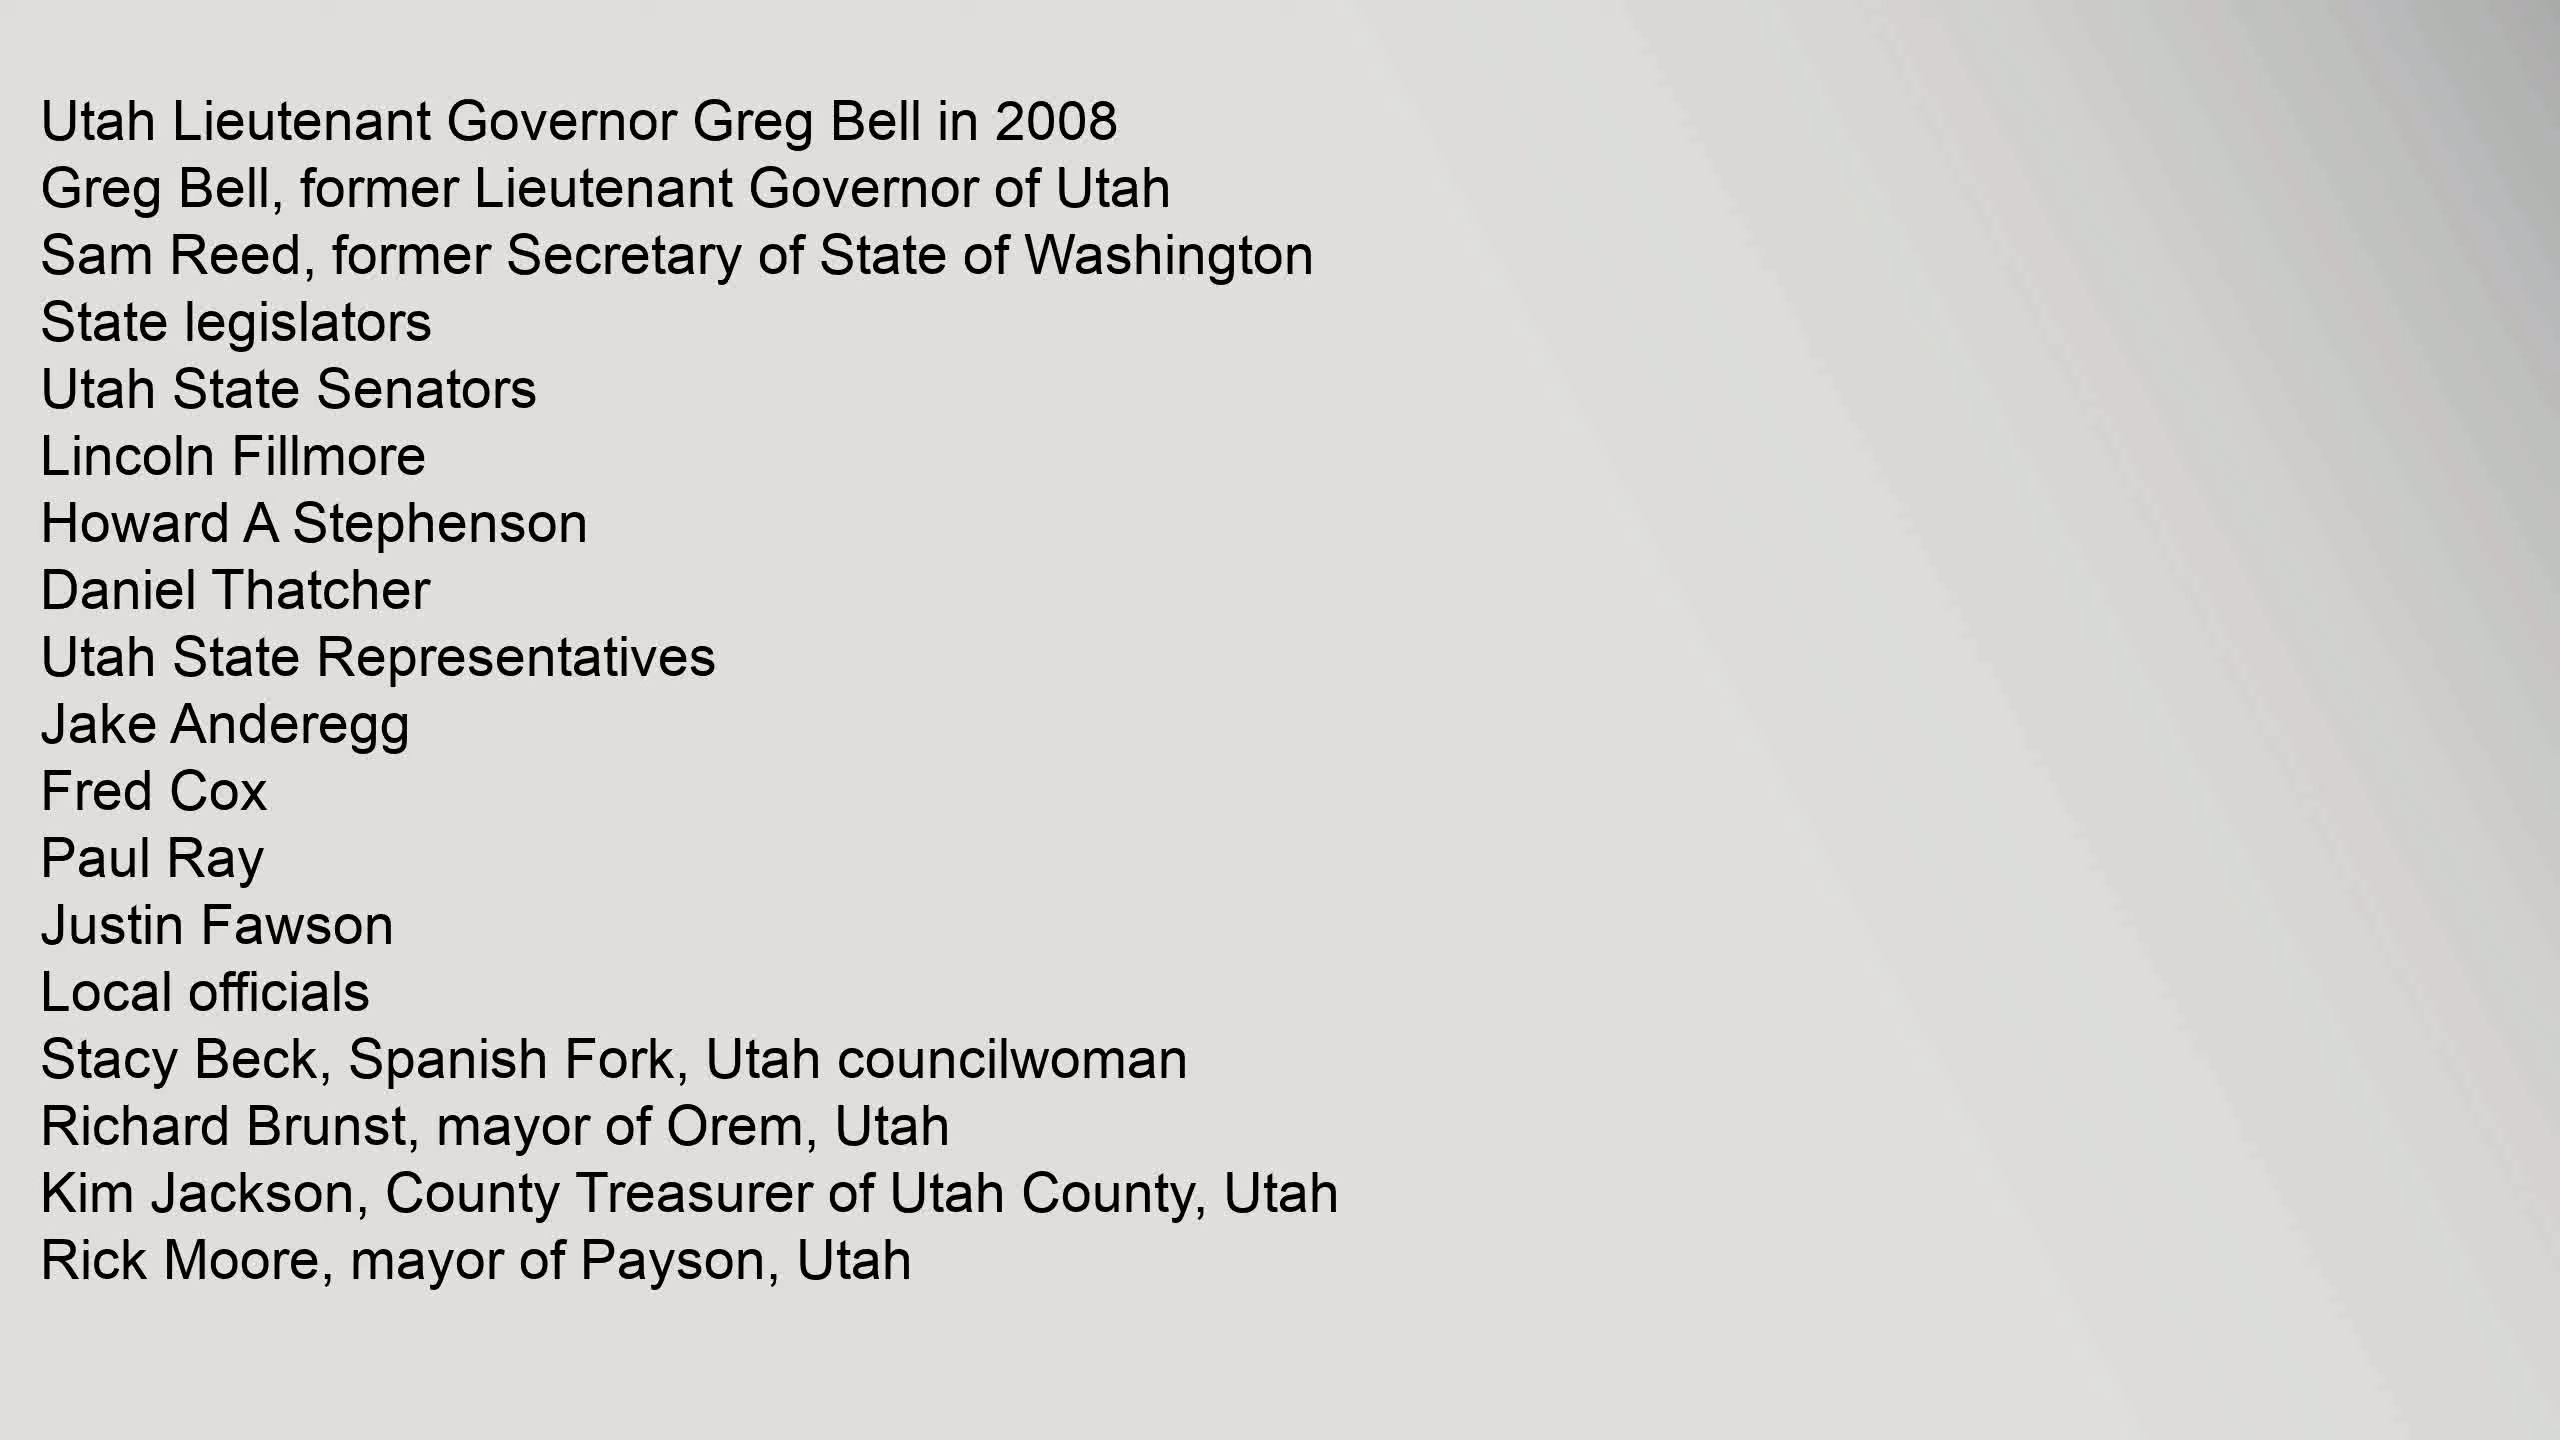 Utah Lieutenant Governor Greg Bell in 2008
Greg Bell, former Lieutenant Governor of Utah
Sam Reed, former Secretary of State of Washington
State legislators
Utah State Senators
Lincoln Fillmore
Howard A Stephenson
Daniel Thatcher
Utah State Representatives
Jake Anderegg
Fred Cox
Paul Ray
Justin Fawson
Local officials
Stacy Beck, Spanish Fork, Utah councilwoman
Richard Brunst, mayor of Orem, Utah
Kim Jackson, County Treasurer of Utah County, Utah
Rick Moore, mayor of Payson, Utah